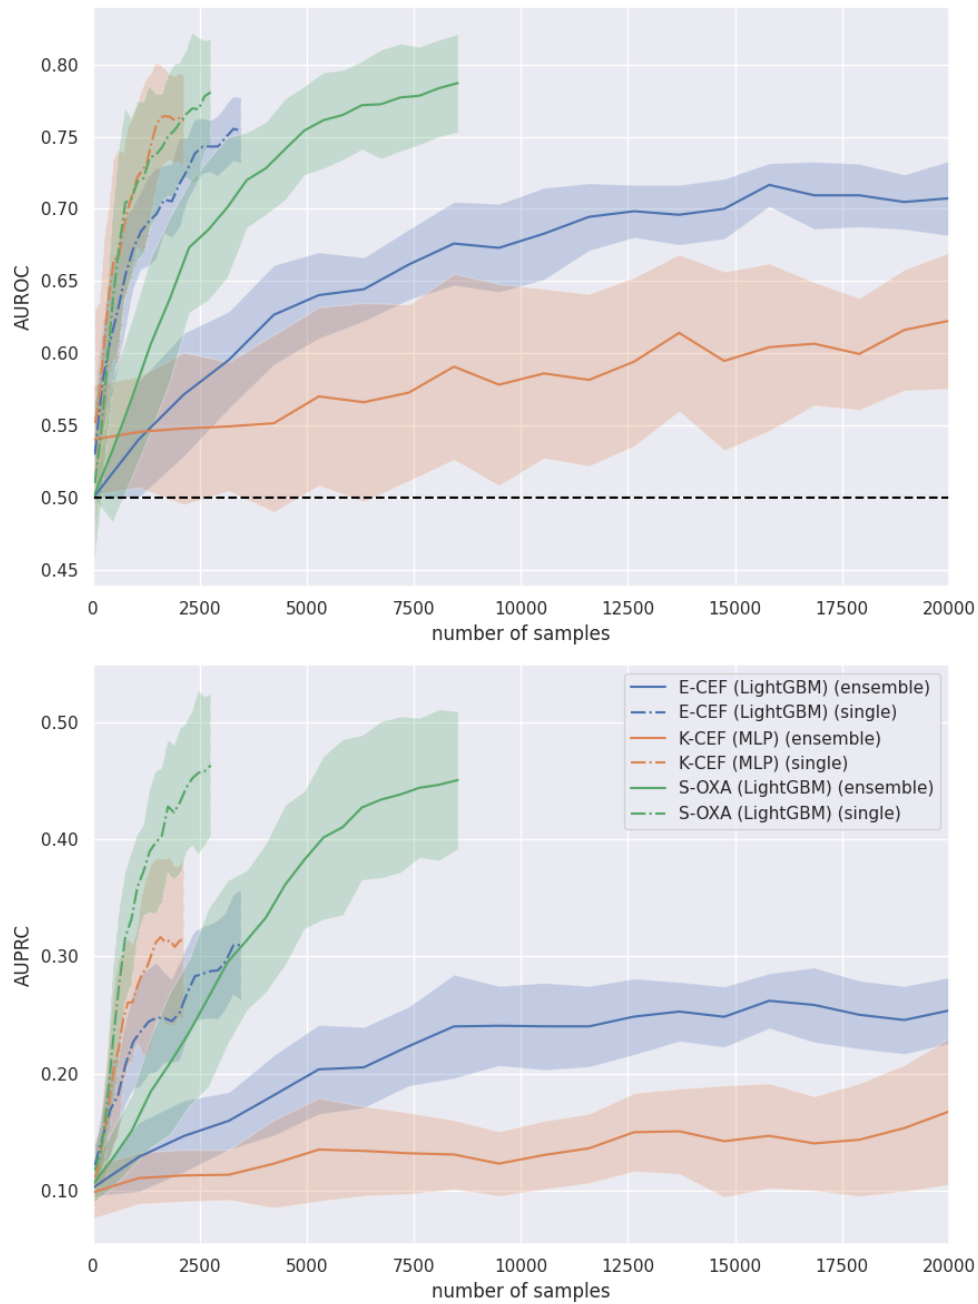 0.80
0.75
0.70
0.65
0.60
0.55
0.50
0.45
AUROC
0 2500 5000 7500 10000 12500 15000 17500 20000
number of samples
E-CEF (LightGBM) (ensemble)
E-CEF (LightGBM) (single)
K-CEF (MLP) (ensemble)
K-CEF (MLP) (single)
S-OXA (LightGBM) (ensemble)
S-OXA (LightGBM) (single)
0.50
0.40
0.30
0.20
0.10
AUPRC
0 2500 5000 7500 10000 12500 15000 17500 20000
number of samples